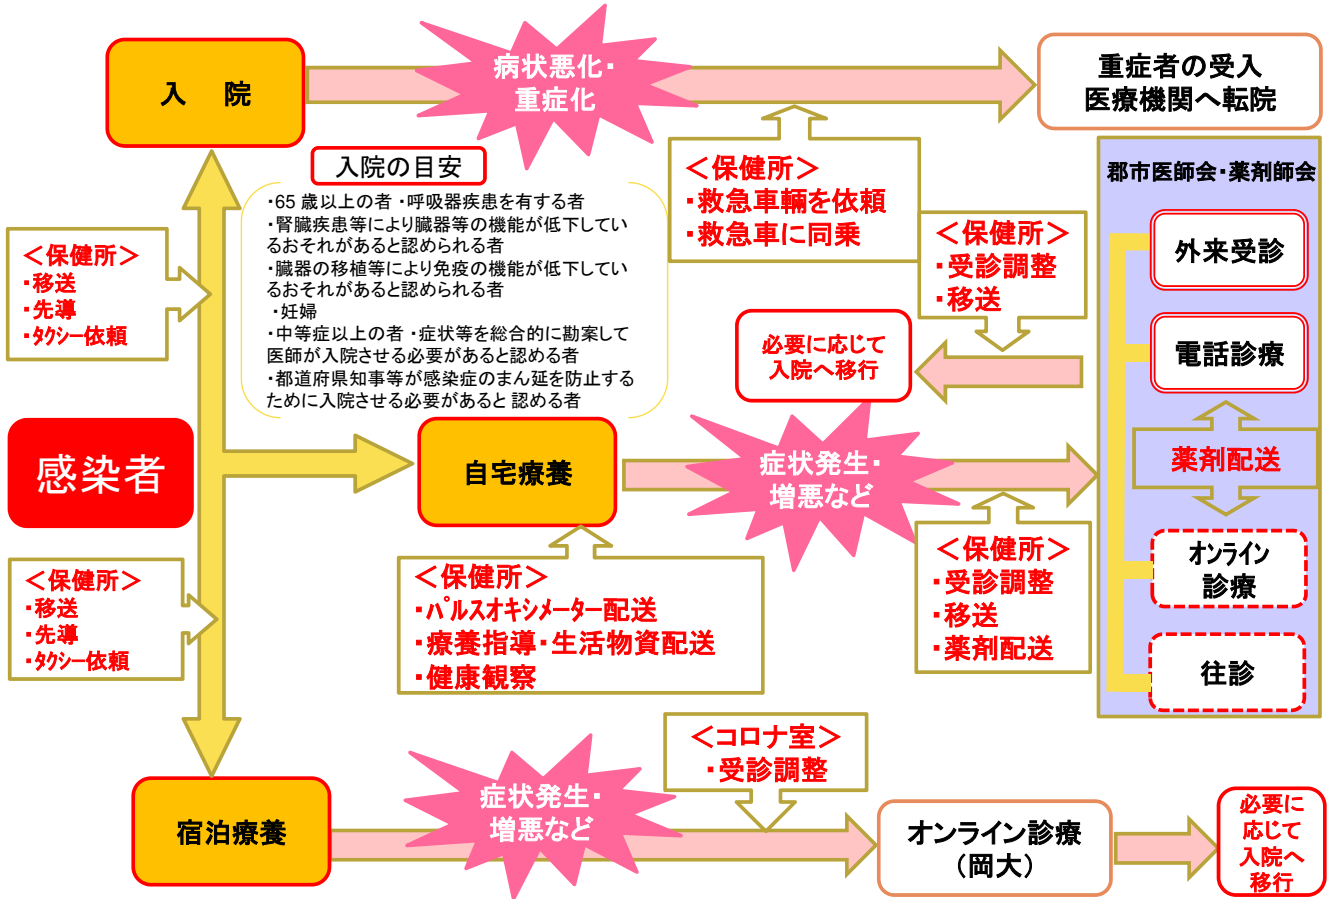 入　院
病状悪化・
重症化
重症者の受入
医療機関へ転院
入院の目安
・65 歳以上の者 ・呼吸器疾患を有する者
・腎臓疾患等により臓器等の機能が低下してい
るおそれがあると認められる者
・臓器の移植等により免疫の機能が低下してい
るおそれがあると認められる者
・妊婦
・中等症以上の者 ・症状等を総合的に勘案して
医師が入院させる必要があると認める者
・都道府県知事等が感染症のまん延を防止する
ために入院させる必要があると 認める者
＜保健所＞
・救急車輛を依頼
・救急車に同乗
＜保健所＞
・受診調整
・移送
郡市医師会・薬剤師会
外来受診
電話診療
薬剤配送
オンライン
診療
往診
＜保健所＞
・移送
・先導
・ﾀｸｼｰ依頼
必要に応じて
入院へ移行
感染者
自宅療養
症状発生・
増悪など
＜保健所＞
・移送
・先導
・ﾀｸｼｰ依頼
＜保健所＞
・ﾊﾟﾙｽオキシメーター配送
・療養指導・生活物資配送
・健康観察
＜保健所＞
・受診調整
・移送
・薬剤配送
宿泊療養
症状発生・
増悪など
＜コロナ室＞
・受診調整
オンライン診療
（岡大）
必要に
応じて
入院へ
移行